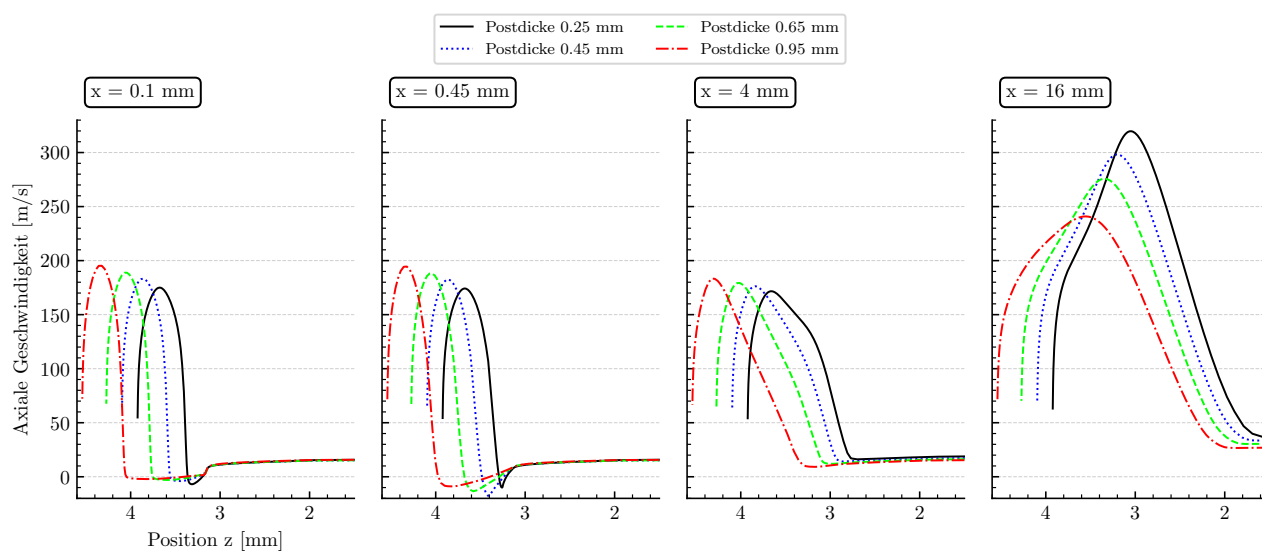 Postdicke 0.25 mm
Postdicke 0.45 mm
Postdicke 0.65 mm
Postdicke 0.95 mm
x = 0.1 mm
x = 0.45 mm
x = 4 mm
x = 16 mm
Axiale Geschwindigkeit [m/s]
300
250
200
150
100
50
0
4 3 2
4 3 2
4 3 2
4 3 2
Position z [mm]